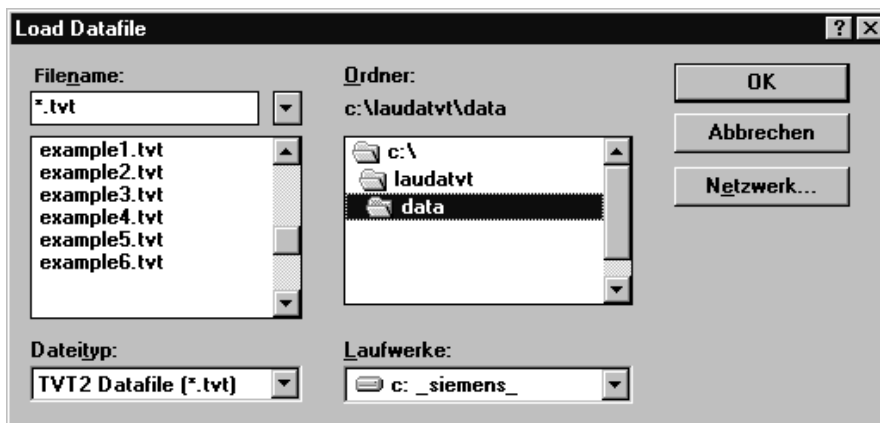 Load Datafile
Filename:
*.tvt
example1.tvt
example2.tvt
example3.tvt
example4.tvt
example5.tvt
example6.tvt
Dateityp:
TVT2 Datafile (*.tvt)
Ordner:
c:\laudatvt\data
c:\
laudatvt
data
Laufwerke:
c: _siemens_
OK
Abbrechen
Netzwerk...